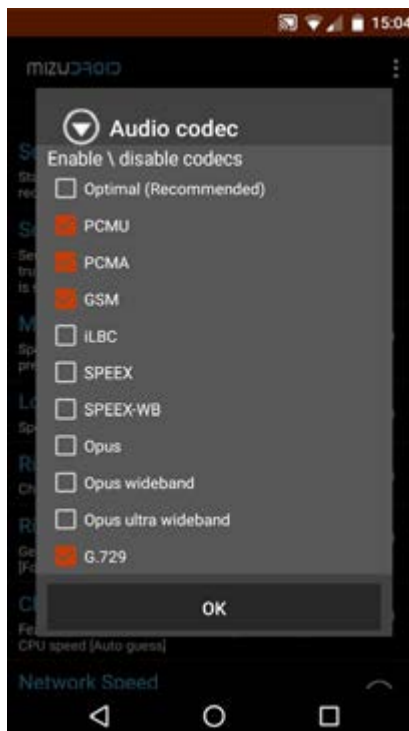 15:04
MIZUDROID
Audio codec
Enable \ disable codecs
Optimal (Recommended)
PCMU
PCMA
GSM
iLBC
SPEEX
SPEEX-WB
Opus
Opus wideband
Opus ultra wideband
G.729
OK
CPU speed [Auto guess]
Network Speed